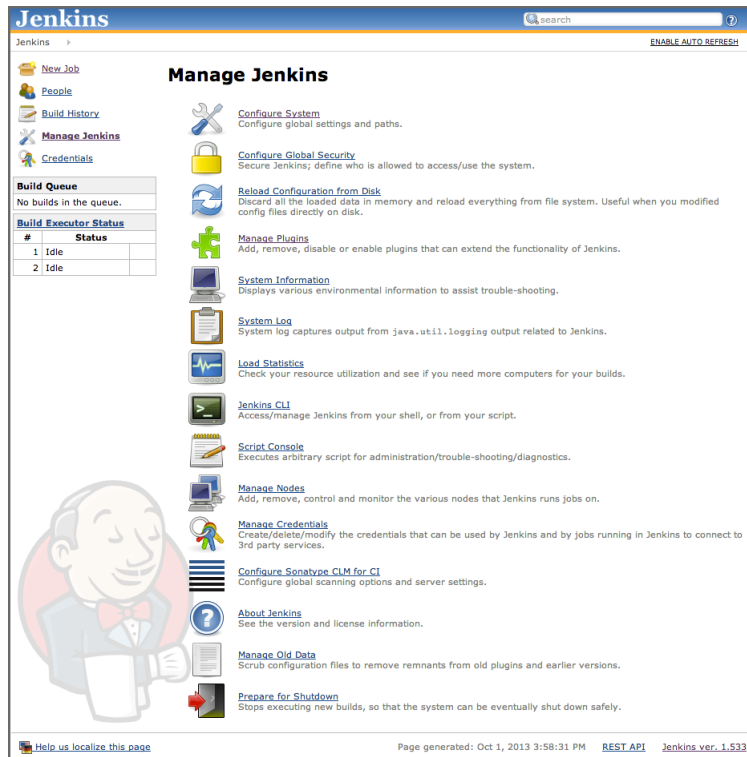 Jenkins
search
Jenkins
ENABLE AUTO REFRESH
New Job
People
Build History
Manage Jenkins
Credentials
Build Queue
No builds in the queue.
Build Executor Status
# Status
1 Idle
2 Idle
Manage Jenkins
Configure System
Configure global settings and paths.
Configure Global Security
Secure Jenkins; define who is allowed to access/use the system.
Reload Configuration from Disk
Discard all the loaded data in memory and reload everything from file system. Useful when you modified
config files directly on disk.
Manage Plugins
Add, remove, disable or enable plugins that can extend the functionality of Jenkins.
System Information
Displays various environmental information to assist trouble-shooting.
System Log
System log captures output from java.util.logging output related to Jenkins.
Load Statistics
Check your resource utilization and see if you need more computers for your builds.
Jenkins CLI
Access/manage Jenkins from your shell, or from your script.
Script Console
Executes arbitrary script for administration/trouble-shooting/diagnostics.
Manage Nodes
Add, remove, control and monitor the various nodes that Jenkins runs jobs on.
Manage Credentials
Create/delete/modify the credentials that can be used by Jenkins and by jobs running in Jenkins to connect to
3rd party services.
Configure Sonatype CLM for CI
Configure global scanning options and server settings.
About Jenkins
See the version and license information.
Manage Old Data
Scrub configuration files to remove remnants from old plugins and earlier versions.
Prepare for Shutdown
Stops executing new builds, so that the system can be eventually shut down safely.
Help us localize this page
Page generated: Oct 1, 2013 3:58:31 PM REST API Jenkins ver. 1.533